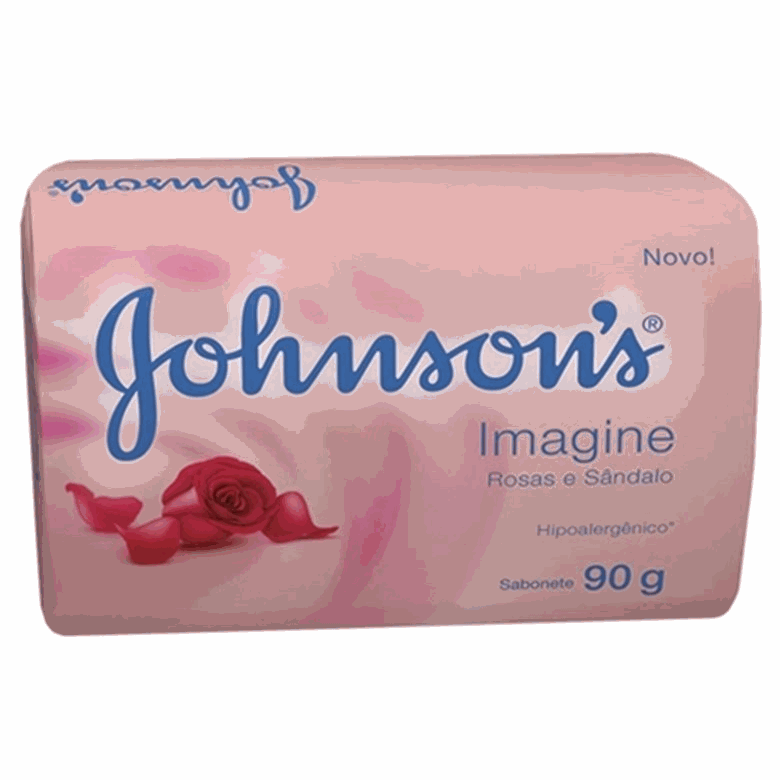 Johnson's
Novo!
Johnson's®
Imagine
Rosas e Sândalo
Hipoalergênico*
Sabonete 90 g